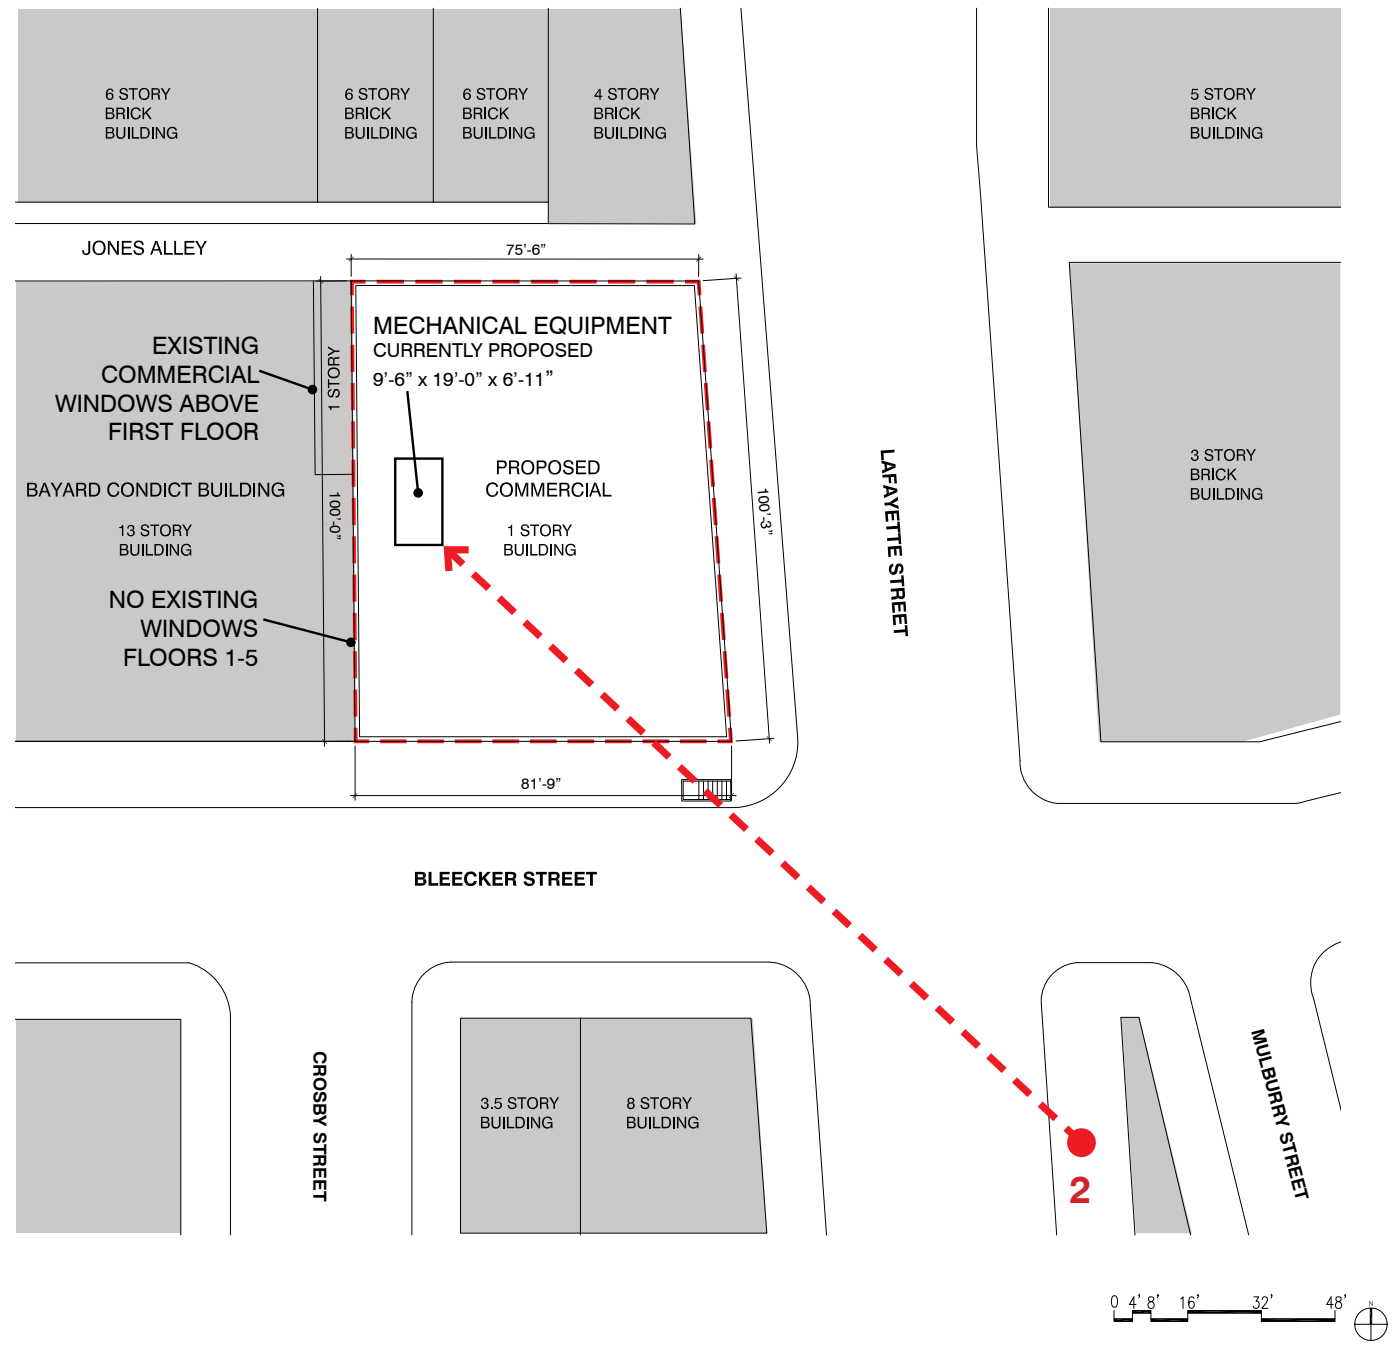 6 STORY
BRICK
BUILDING
6 STORY
BRICK
BUILDING
6 STORY
BRICK
BUILDING
4 STORY
BRICK
BUILDING
5 STORY
BRICK
BUILDING
JONES ALLEY
75'-6”
MECHANICAL EQUIPMENT
CURRENTLY PROPOSED
9’-6” x 19’-0” x 6’-11”
EXISTING
COMMERCIAL
WINDOWS ABOVE
FIRST FLOOR
1 STORY
BAYARD CONDICT BUILDING
13 STORY
BUILDING
100’-0”
PROPOSED
COMMERCIAL
1 STORY
BUILDING
100’-3”
LAFAYETTE STREET
3 STORY
BRICK
BUILDING
NO EXISTING
WINDOWS
FLOORS 1-5
81’-9”
BLEECKER STREET
CROSBY STREET
3.5 STORY
BUILDING
8 STORY
BUILDING
2
MULBURRY STREET
0 4' 8' 16' 32' 48'
N